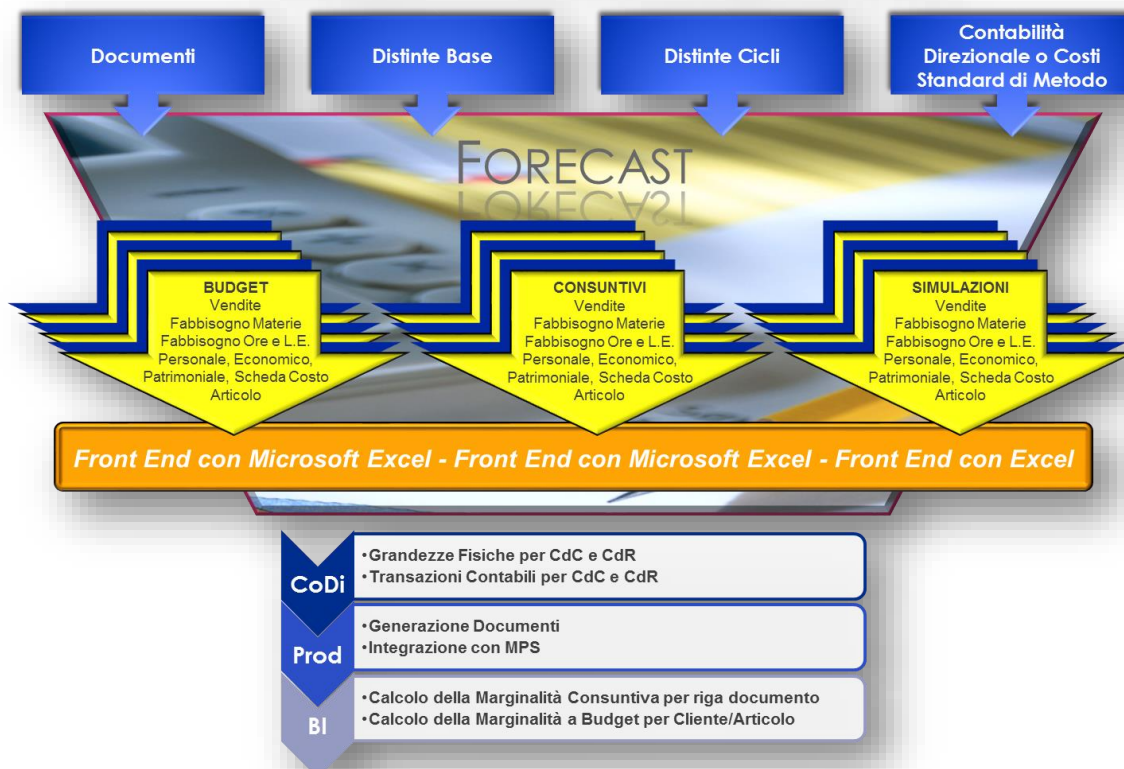 Documenti
Distinte Base
Distinte Cicli
Contabilità
Direzionale o Costi
Standard di Metodo
FORECAST
BUDGET
Vendite
Fabbisogno Materie
Fabbisogno Ore e L.E.
Personale, Economico,
Patrimoniale, Scheda Costo
Articolo
CONSUNTIVI
Vendite
Fabbisogno Materie
Fabbisogno Ore e L.E.
Personale, Economico,
Patrimoniale, Scheda Costo
Articolo
SIMULAZIONI
Vendite
Fabbisogno Materie
Fabbisogno Ore e L.E.
Personale, Economico,
Patrimoniale, Scheda Costo
Articolo
Front End con Microsoft Excel - Front End con Microsoft Excel - Front End con Excel
CoDi
•Grandezze Fisiche per CdC e CdR
•Transazioni Contabili per CdC e CdR
Prod
•Generazione Documenti
•Integrazione con MPS
BI
•Calcolo della Marginalità Consuntiva per riga documento
•Calcolo della Marginalità a Budget per Cliente/Articolo